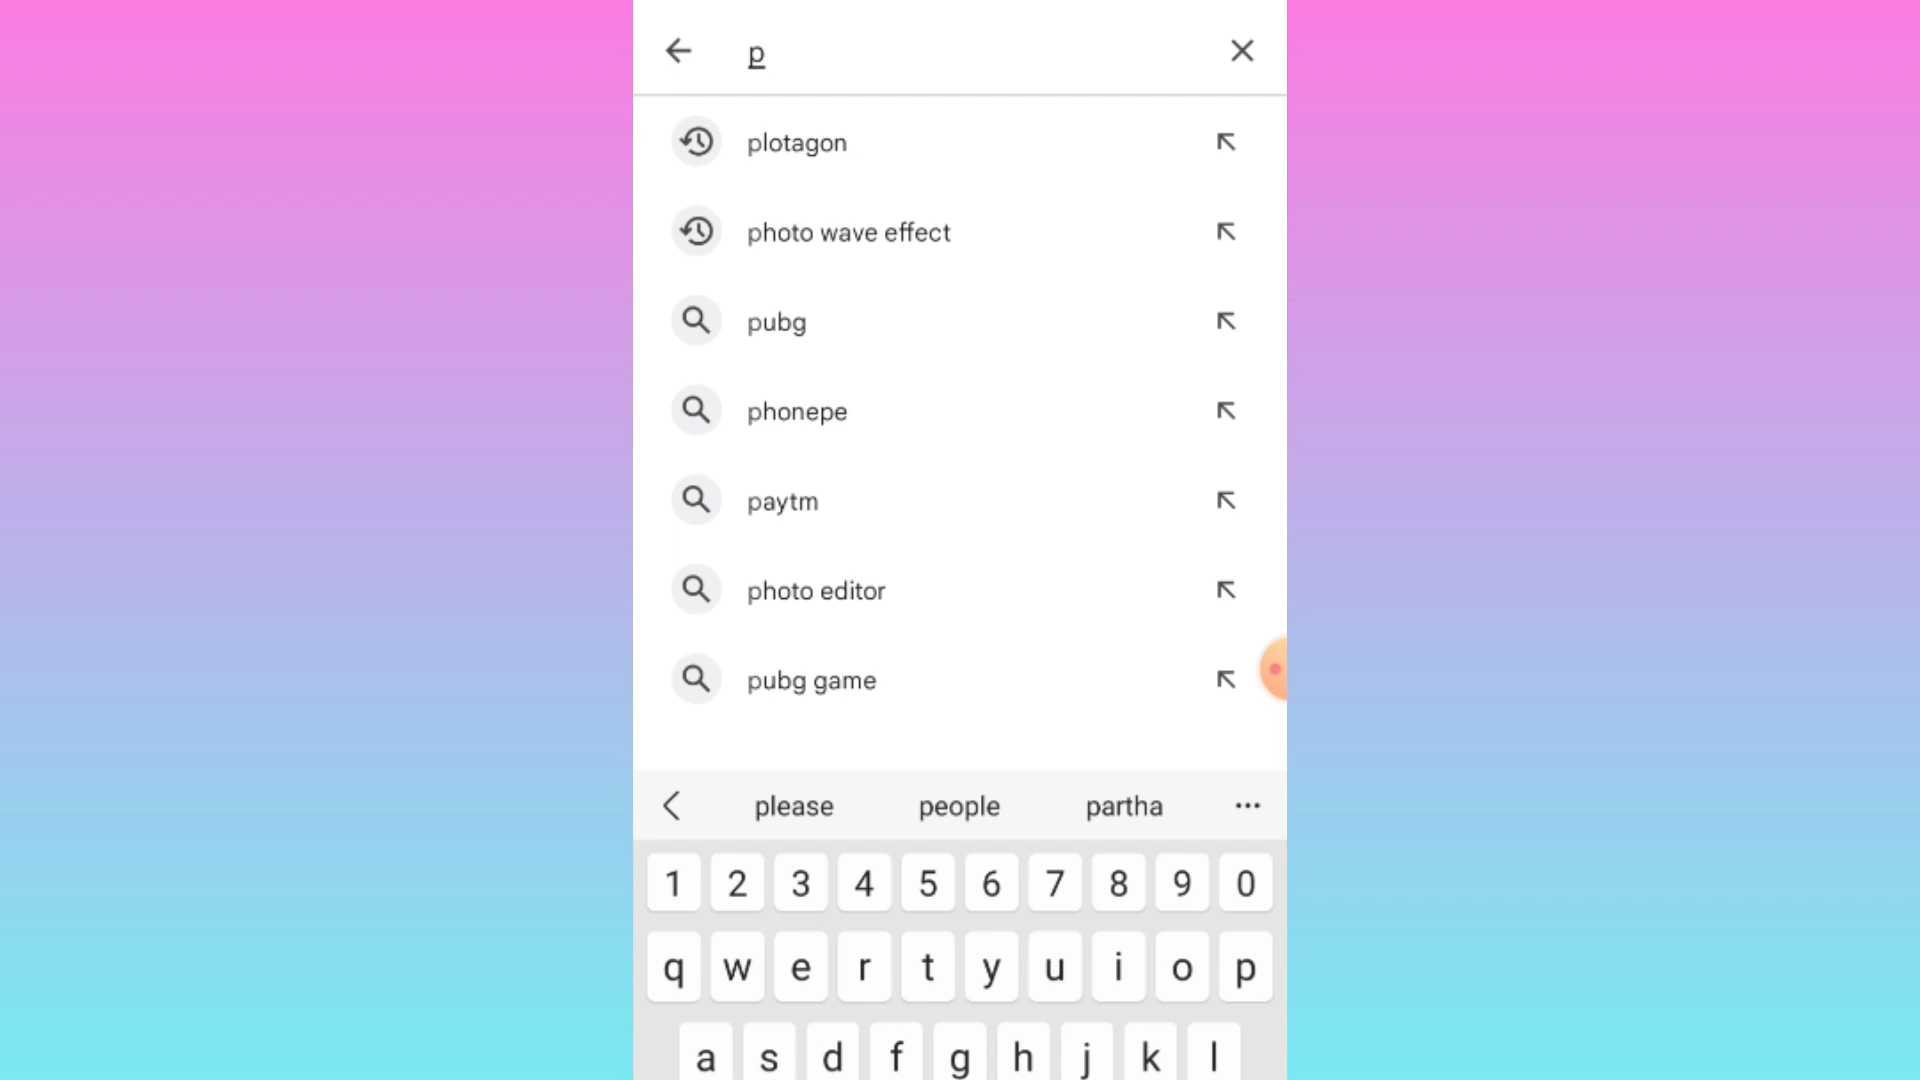 p
plotagon
photo wave effect
pubg
phonepe
paytm
photo editor
pubg game
please people partha ...
1 2 3 4 5 6 7 8 9 0
q w e r t y u i o p
a s d f g h j k l